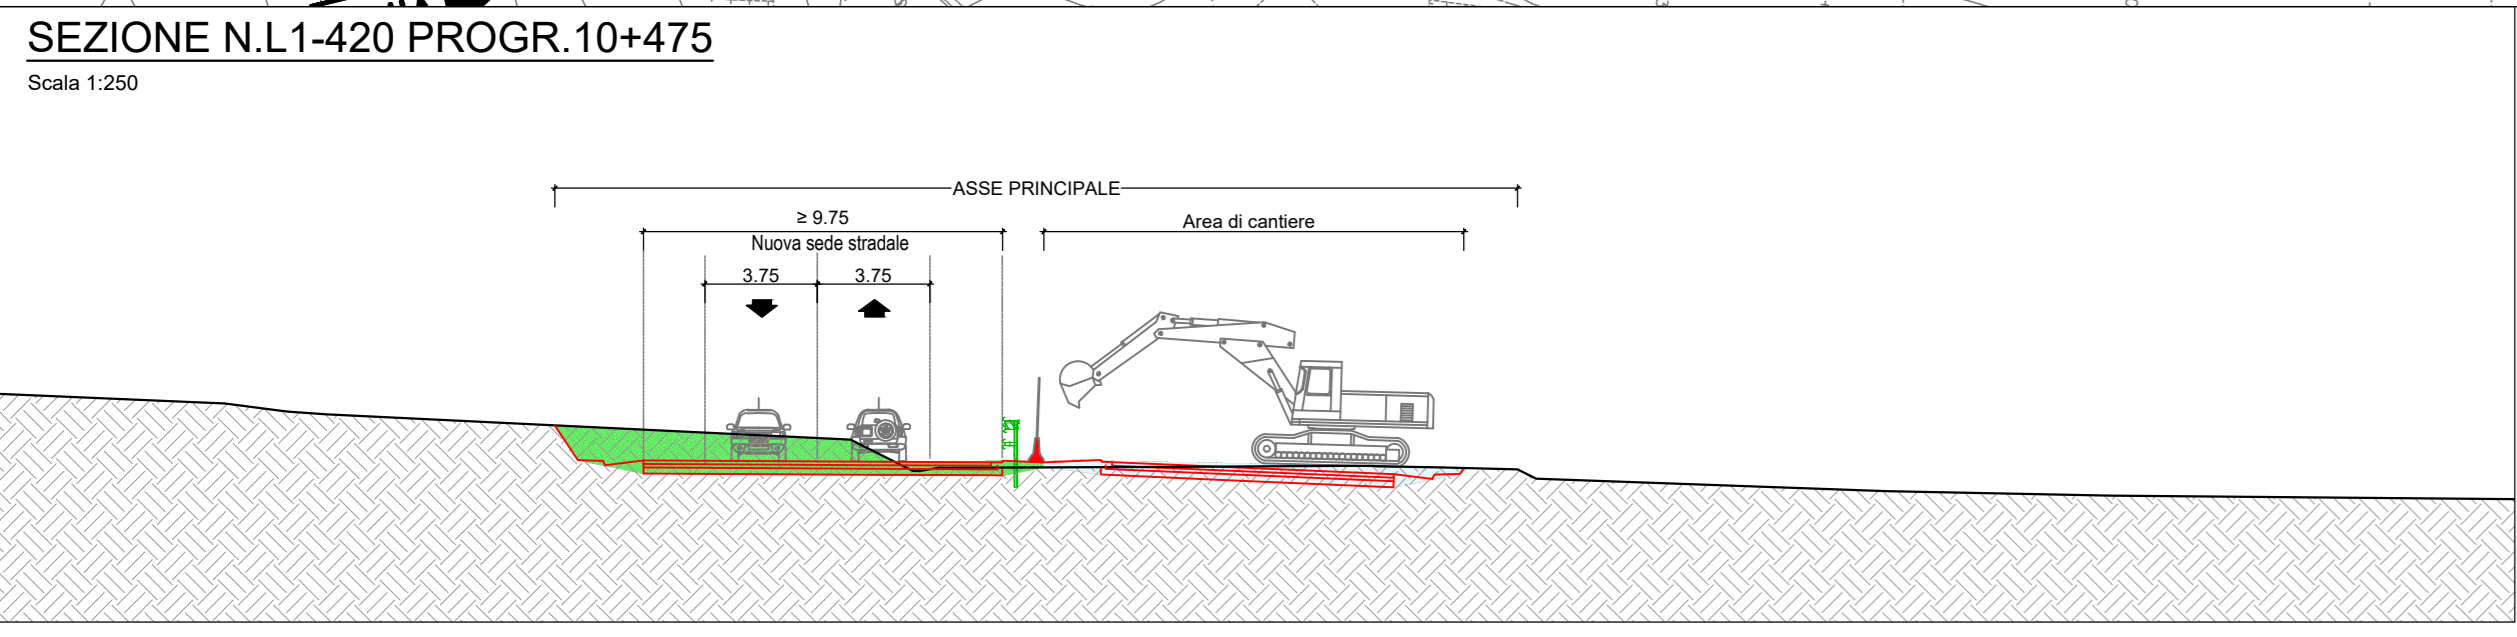 SEZIONE N.L1-420 PROGR.10+475
Scala 1:250
ASSE PRINCIPALE
≥ 9.75
Area di cantiere
Nuova sede stradale
3.75 3.75